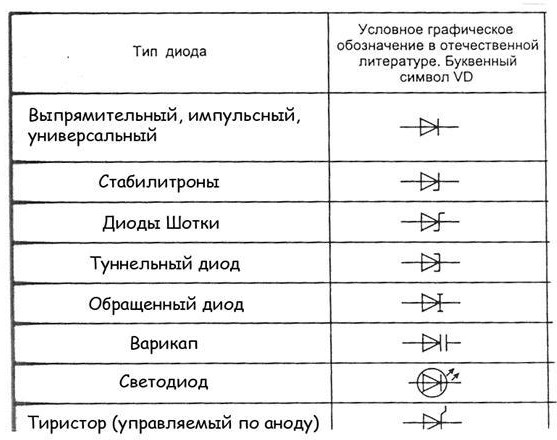 Тип диода
Условное графическое
обозначение в отечественной
литературе. Буквенный
символ VD
Выпрямительный, импульсный,
универсальный
Стабилитроны
Диоды Шотки
Туннельный диод
Обращенный диод
Варикап
Светодиод
Тиристор (управляемый по аноду)